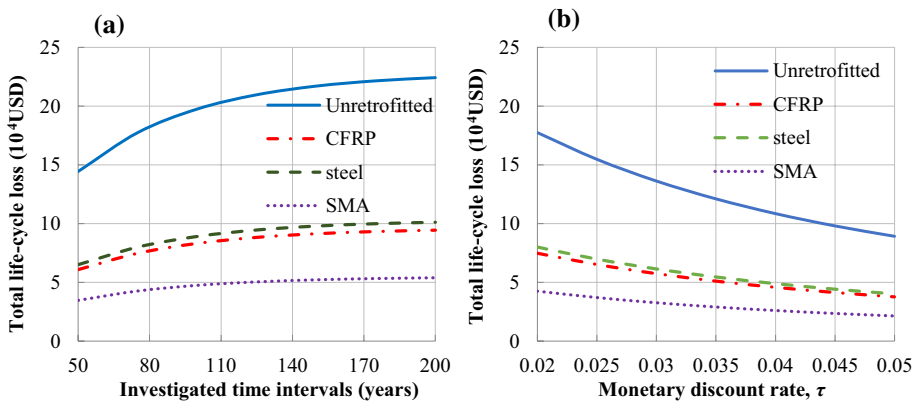 (a)
Total life-cycle loss (10⁴USD)
25
20
15
10
5
0
50 80 110 140 170 200
Investigated time intervals (years)
Unretrofitted
CFRP
steel
SMA
(b)
Total life-cycle loss (10⁴USD)
25
20
15
10
5
0
0.02 0.025 0.03 0.035 0.04 0.045 0.05
Monetary discount rate, τ
Unretrofitted
CFRP
steel
SMA